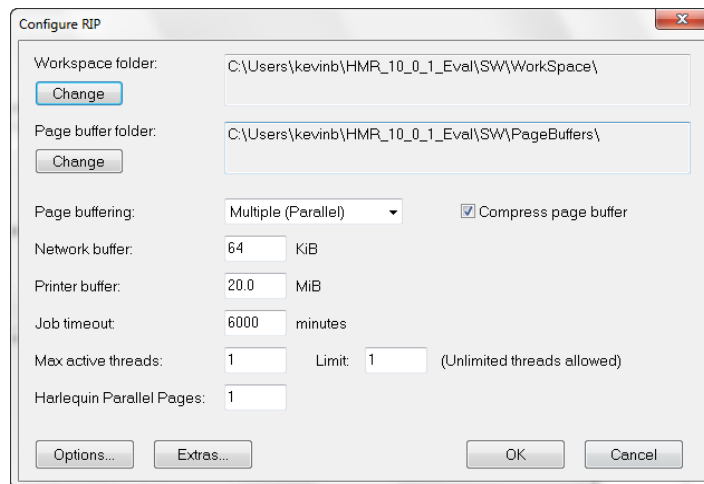 Configure RIP
Workspace folder: C:\Users\kevinb\HMR_10_0_1_Eval\SW\WorkSpace\
Change
Page buffer folder: C:\Users\kevinb\HMR_10_0_1_Eval\SW\PageBuffers\
Change
Page buffering: Multiple (Parallel) Compress page buffer
Network buffer: 64 KiB
Printer buffer: 20.0 MiB
Job timeout: 6000 minutes
Max active threads: 1 Limit: 1 (Unlimited threads allowed)
Harlequin Parallel Pages: 1
Options... Extras... OK Cancel